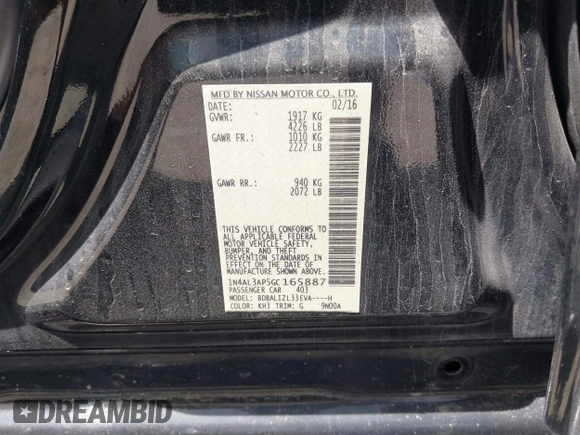 MFD BY NISSAN MOTOR CO., LTD.
DATE: 02/16
GVWR: 1917 KG
4226 LB
GAWR FR.: 1010 KG
2227 LB
GAWR RR.: 940 KG
2072 LB
THIS VEHICLE CONFORMS TO
ALL APPLICABLE FEDERAL
MOTOR VEHICLE SAFETY,
BUMPER, AND THEFT
PREVENTION STANDARDS IN
EFFECT ON THE DATE OF
MANUFACTURE SHOWN ABOVE.
1N4AL3AP5GC165887
PASSENGER CAR 403
MODEL: BDBALIZL33EVA----H
COLOR: KH3 TRIM: G 9N00A
DREAMBID